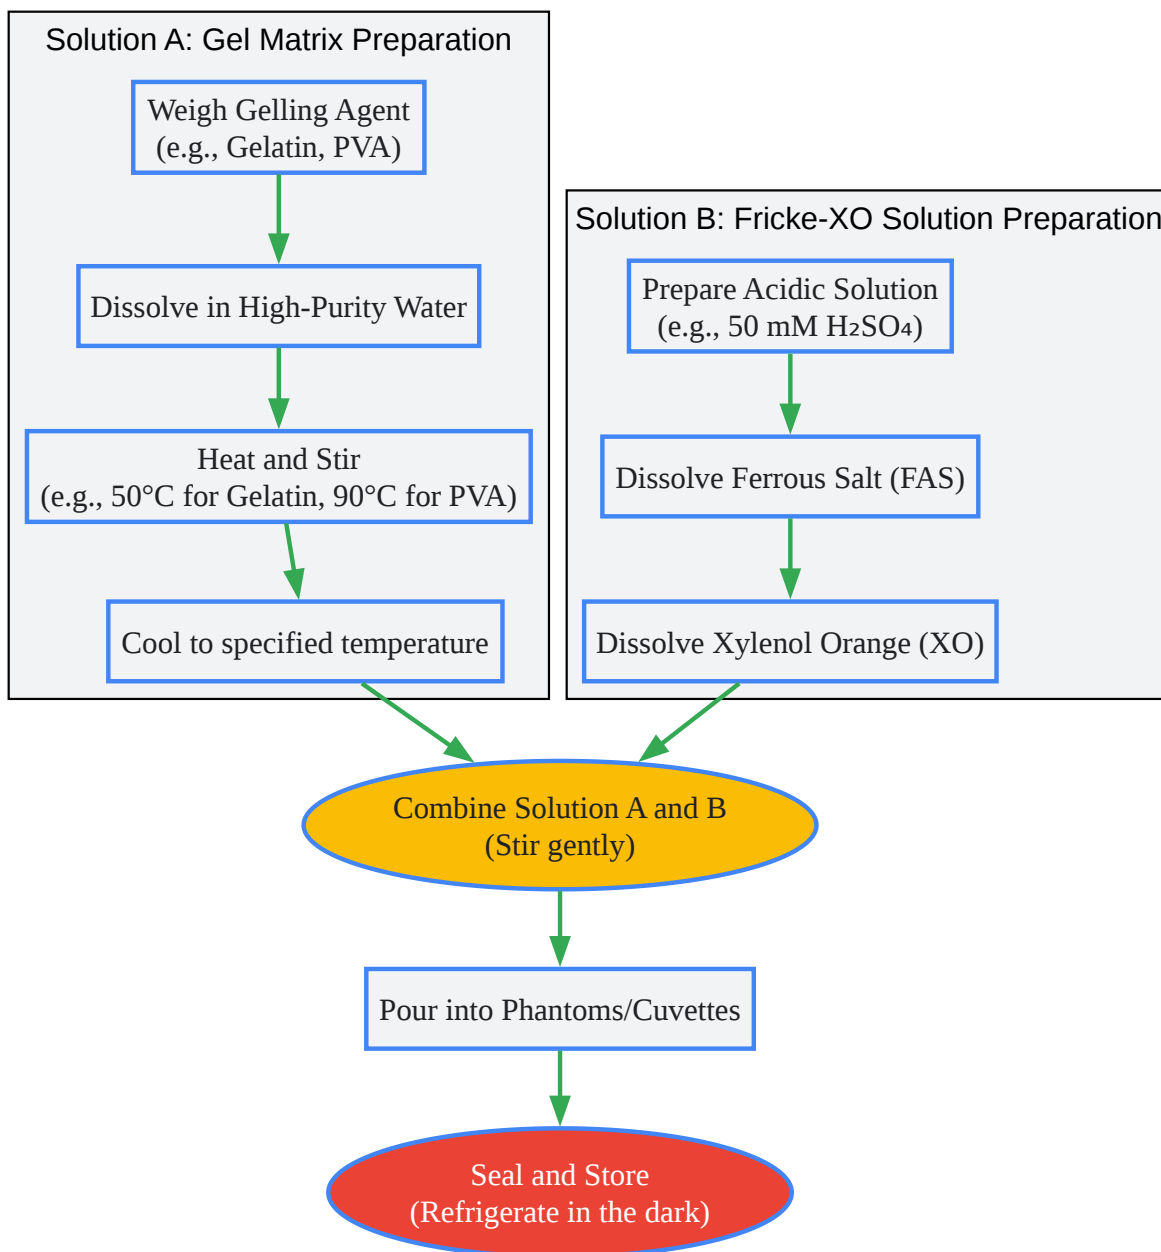 Solution A: Gel Matrix Preparation
Weigh Gelling Agent
(e.g., Gelatin, PVA)
Dissolve in High-Purity Water
Heat and Stir
(e.g., 50°C for Gelatin, 90°C for PVA)
Cool to specified temperature
Solution B: Fricke-XO Solution Preparation
Prepare Acidic Solution
(e.g., 50 mM H₂SO₄)
Dissolve Ferrous Salt (FAS)
Dissolve Xylenol Orange (XO)
Combine Solution A and B
(Stir gently)
Pour into Phantoms/Cuvettes
Seal and Store
(Refrigerate in the dark)